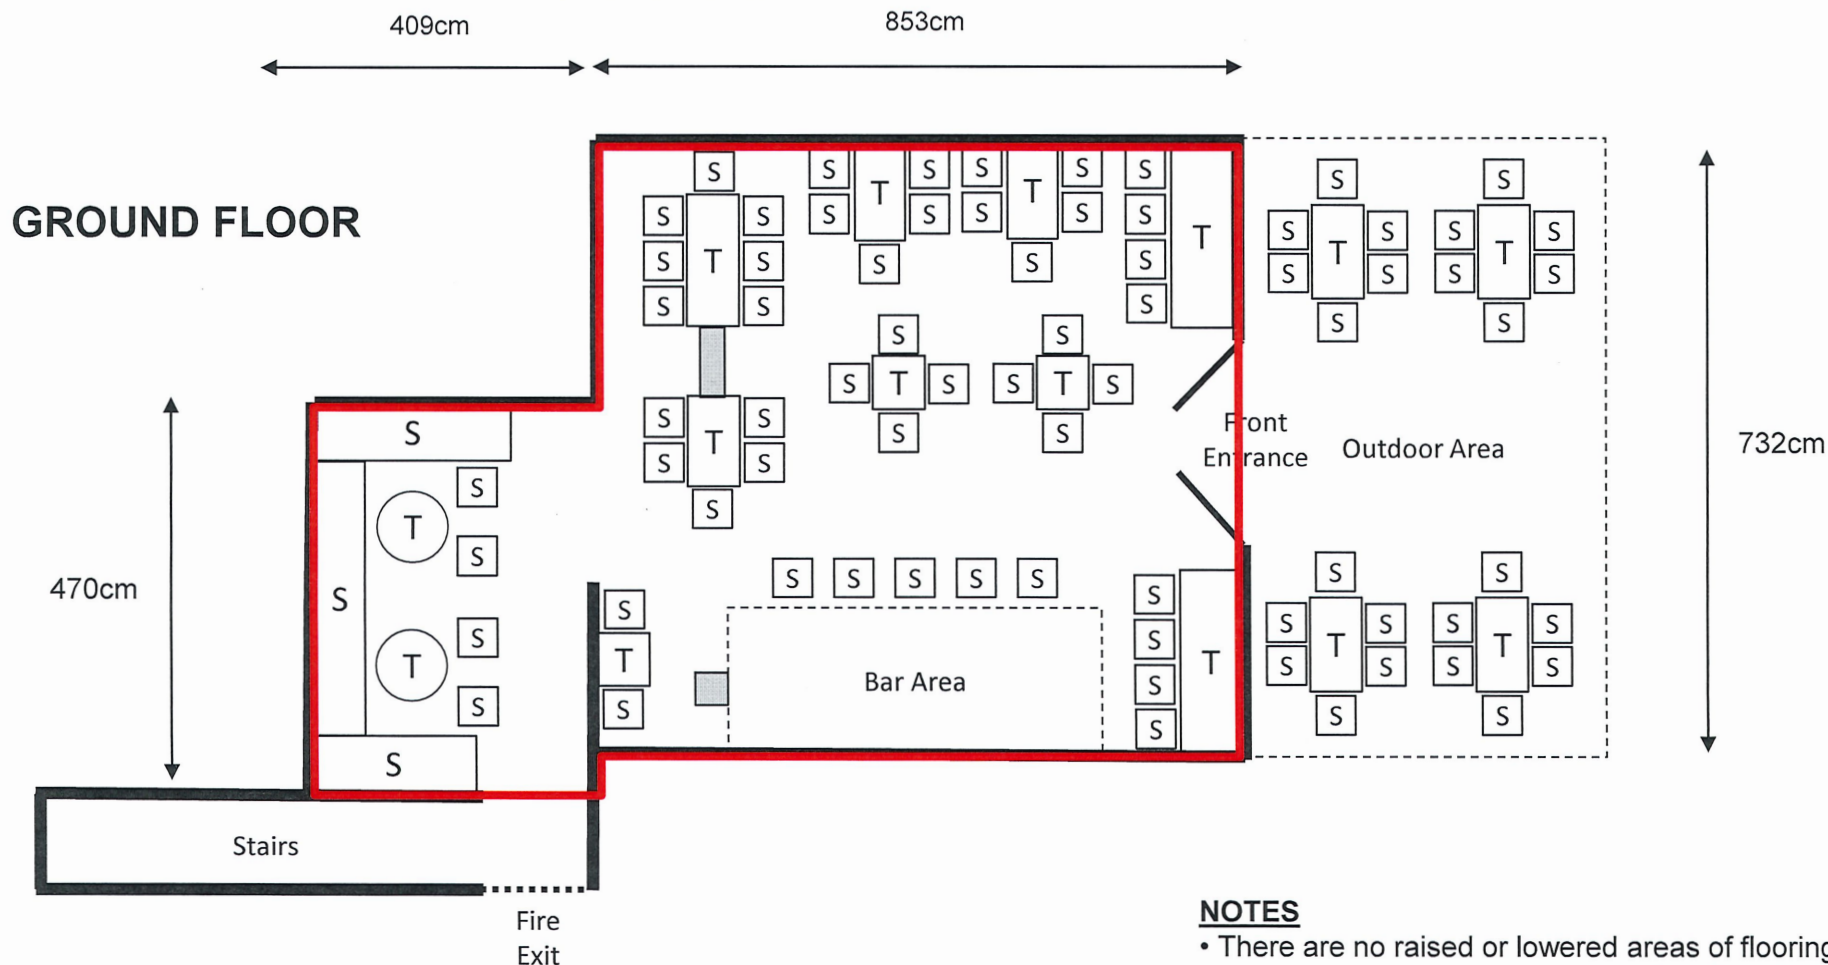 409cm
853cm
GROUND FLOOR
S S S S S S S S
T T
S S S S S S S S S S S
T T T T
S T S S S S S S S S
S S S S S
S S
S T S S T S
S S
S S S
Front
Entrance
Outdoor Area
732cm
T
S S
S
S
T
S
S S S S S
470cm
S
S S S S
S S S S S S
T T T T T
S S S S S
Bar Area
S
S S S S S
S
Stairs
Fire
Exit
NOTES
• There are no raised or lowered areas of flooring